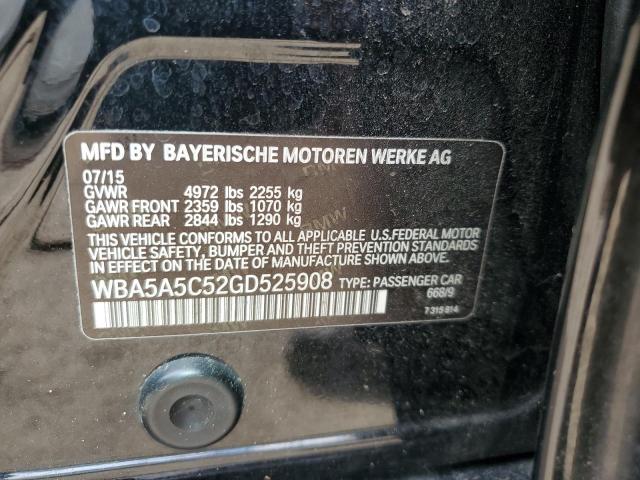 MFD BY BAYERISCHE MOTOREN WERKE AG
07/15
GVWR 4972 lbs 2255 kg
GAWR FRONT 2359 lbs 1070 kg
GAWR REAR 2844 lbs 1290 kg
THIS VEHICLE CONFORMS TO ALL APPLICABLE U.S.FEDERAL MOTOR
VEHICLE SAFETY, BUMPER AND THEFT PREVENTION STANDARDS
IN EFFECT ON THE DATE OF MANUFACTURE SHOWN ABOVE.
WBA5A5C52GD525908 TYPE: PASSENGER CAR
668/9
7 315 814